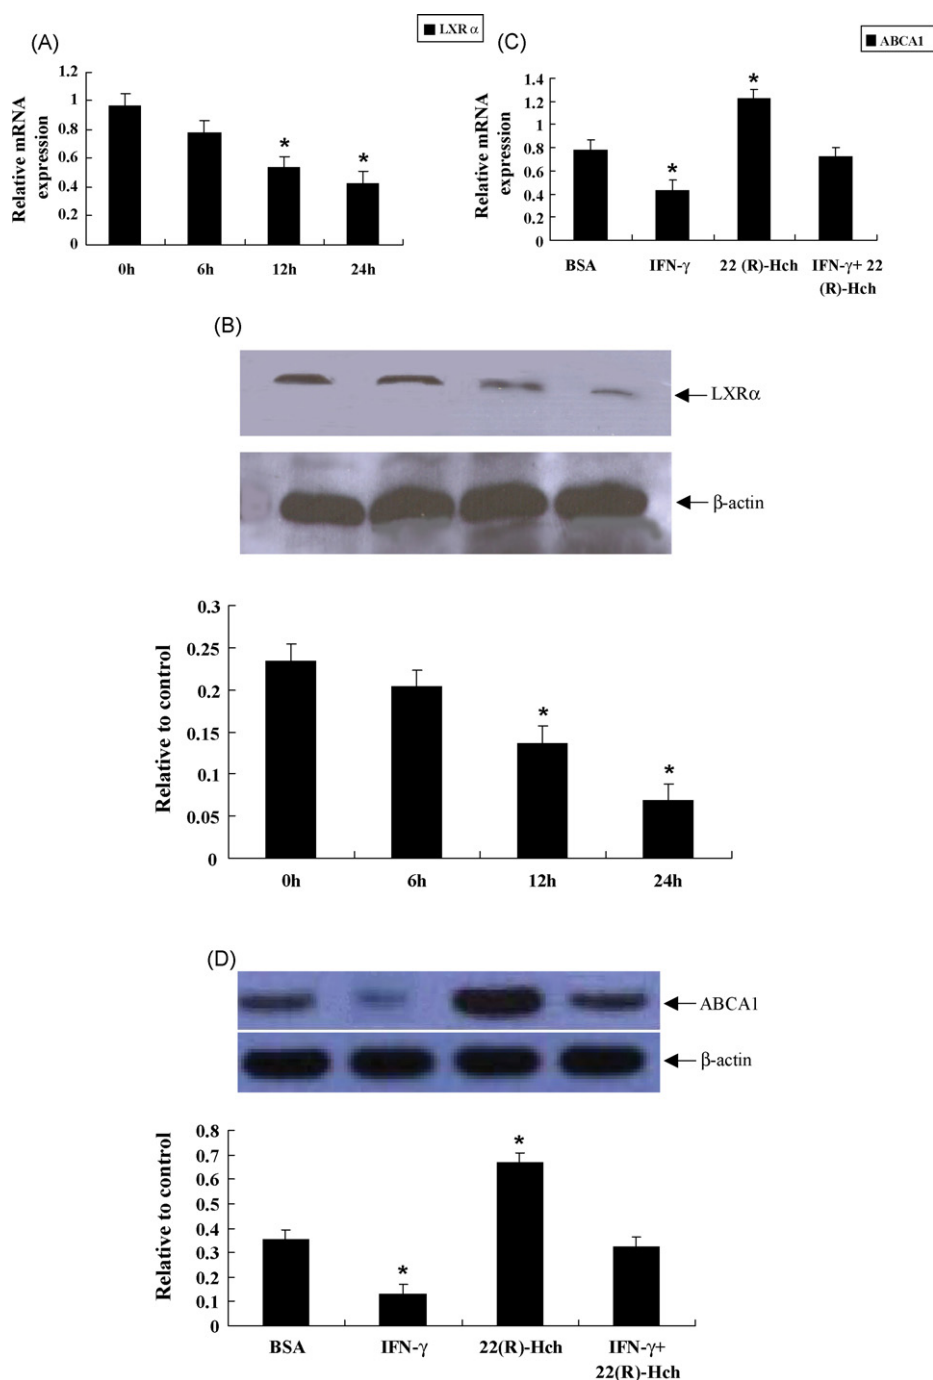 (A)
LXR α
Relative mRNA
expression
1.2
1
0.8
0.6
0.4
0.2
0
*
*
0h 6h 12h 24h
(C)
ABCA1
Relative mRNA
expression
1.4
1.2
1
0.8
0.6
0.4
0.2
0
*
*
BSA IFN-γ 22 (R)-Hch IFN-γ+ 22
(R)-Hch
(B)
LXRα
β-actin
Relative to control
0.3
0.25
0.2
0.15
0.1
0.05
0
*
*
0h 6h 12h 24h
(D)
ABCA1
β-actin
Relative to control
0.8
0.7
0.6
0.5
0.4
0.3
0.2
0.1
0
*
*
BSA IFN-γ 22(R)-Hch IFN-γ+
22(R)-Hch